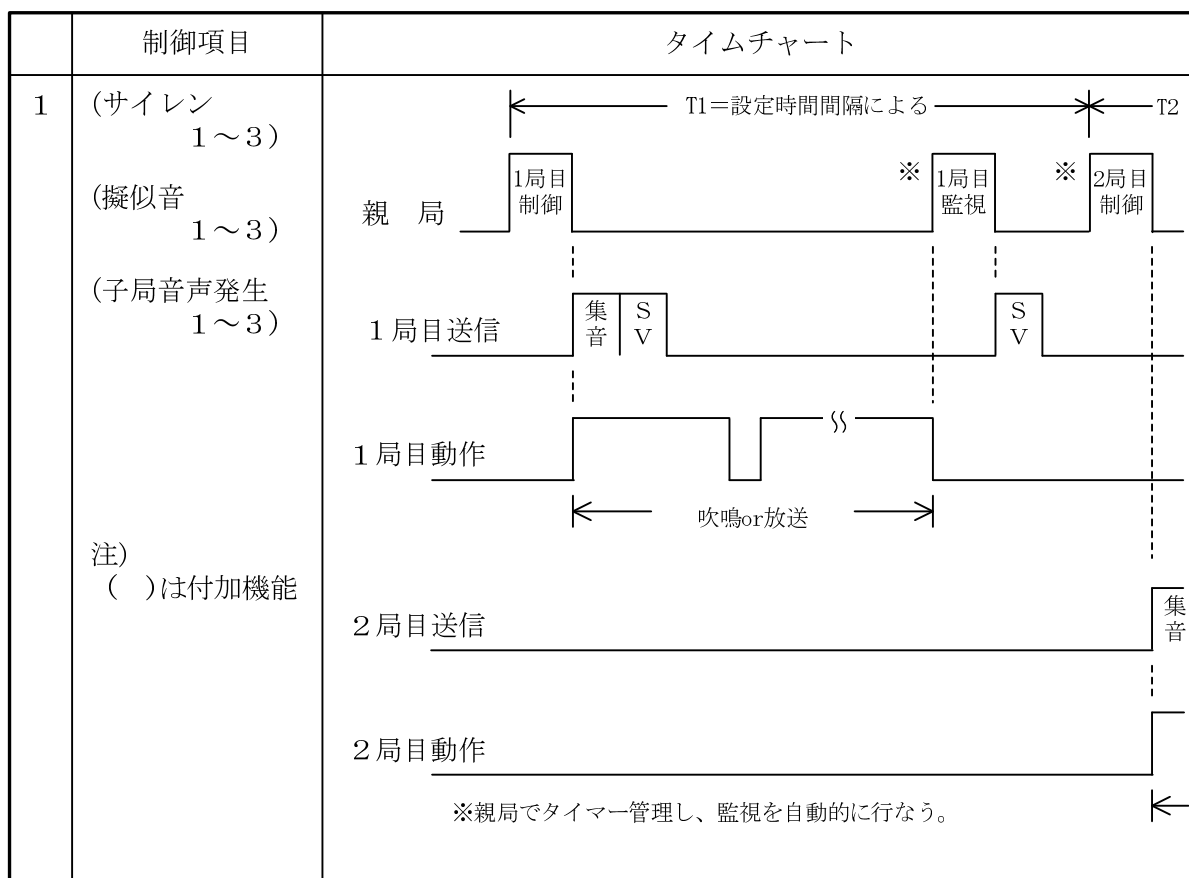 制御項目
タイムチャート
1
(サイレン
1～3)
(擬似音
1～3)
(子局音声発生
1～3)
注)
(　)は付加機能
T1=設定時間間隔による
T2
親　局
1局目
制御
※
1局目
監視
※
2局目
制御
1局目送信
集
音
S
V
S
V
1局目動作
吹鳴or放送
2局目送信
集
音
2局目動作
※親局でタイマー管理し、監視を自動的に行なう。